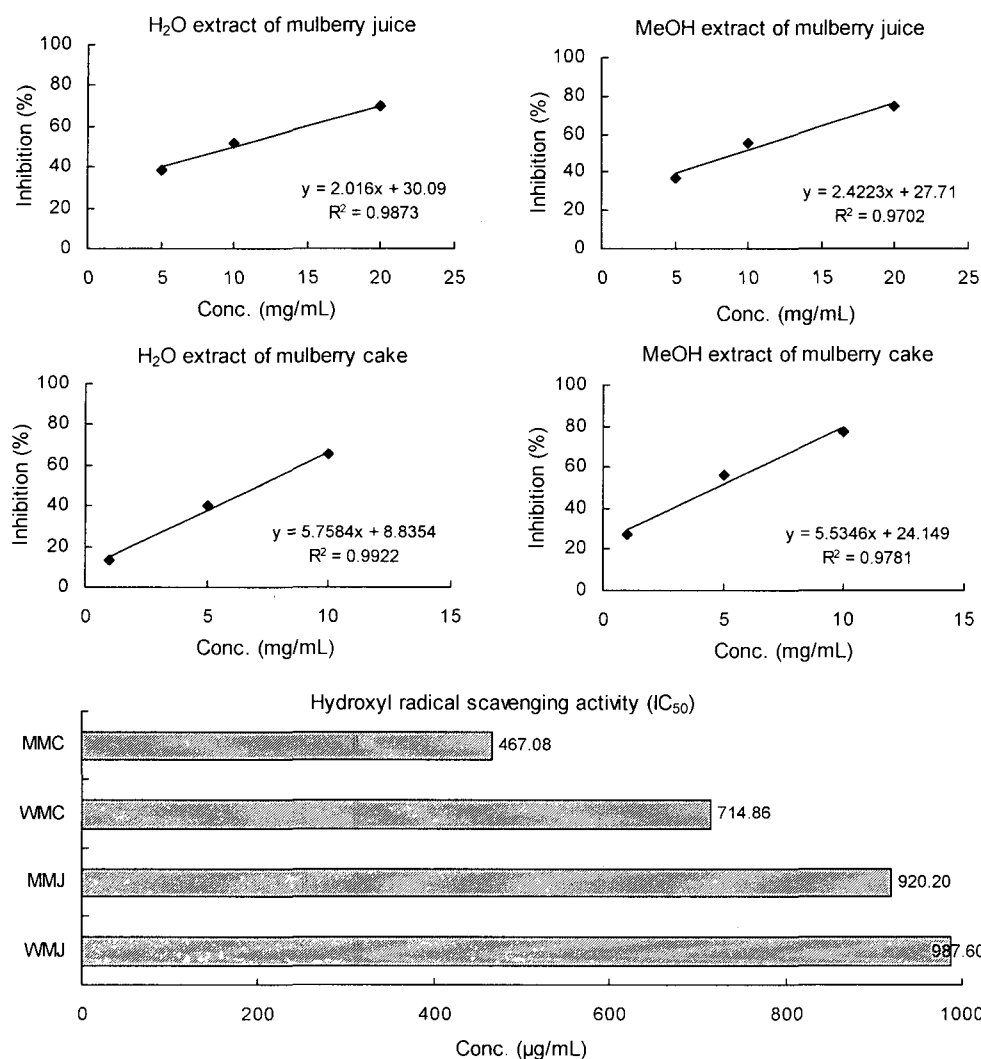 H₂O extract of mulberry juice
100
80
60
40
20
0
Inhibition (%)
y = 2.016x + 30.09
R² = 0.9873
0 5 10 15 20 25
Conc. (mg/mL)
MeOH extract of mulberry juice
100
80
60
40
20
0
Inhibition (%)
y = 2.4223x + 27.71
R² = 0.9702
0 5 10 15 20 25
Conc. (mg/mL)
H₂O extract of mulberry cake
100
80
60
40
20
0
Inhibition (%)
y = 5.7584x + 8.8354
R² = 0.9922
0 5 10 15
Conc. (mg/mL)
MeOH extract of mulberry cake
100
80
60
40
20
0
Inhibition (%)
y = 5.5346x + 24.149
R² = 0.9781
0 5 10 15
Conc. (mg/mL)
Hydroxyl radical scavenging activity (IC₅₀)
MMC 467.08
WMC 714.86
MMJ 920.20
WMJ 987.60
0 200 400 600 800 1000
Conc. (µg/mL)